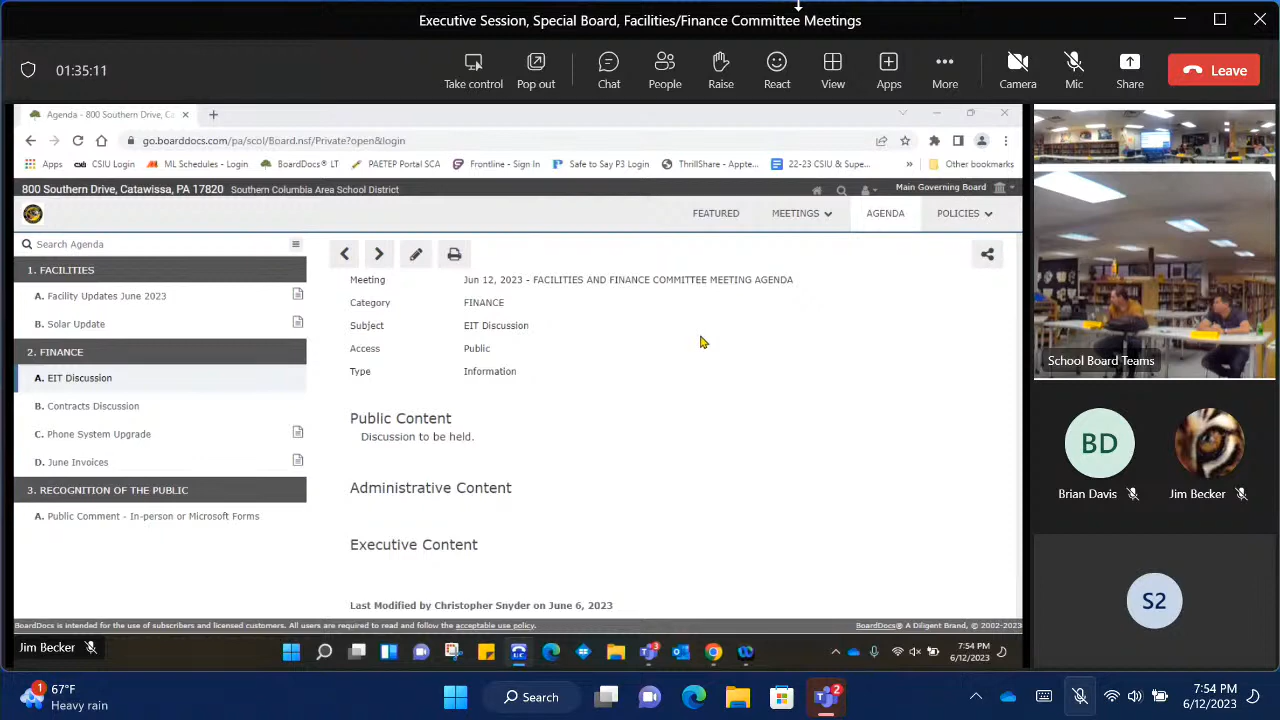 Executive Session, Special Board, Facilities/Finance Committee Meetings
01:35:11
Take control
Pop out
Chat
People
Raise
React
View
Apps
More
Camera
Mic
Share
Leave
Agenda - 800 Southern Drive, Ca
go.boarddocs.com/pa/scol/Board.nsf/Private?open&login
Apps
CSIU Login
ML Schedules - Login
BoardDocs® LT
PAETEP Portal SCA
Frontline - Sign In
Safe to Say P3 Login
ThrillShare - Appte...
22-23 CSIU & Supe...
»
Other bookmarks
800 Southern Drive, Catawissa, PA 17820 Southern Columbia Area School District
Main Governing Board
FEATURED
MEETINGS
AGENDA
POLICIES
Search Agenda
1. FACILITIES
A. Facility Updates June 2023
B. Solar Update
2. FINANCE
A. EIT Discussion
B. Contracts Discussion
C. Phone System Upgrade
D. June Invoices
3. RECOGNITION OF THE PUBLIC
A. Public Comment - In-person or Microsoft Forms
Meeting Jun 12, 2023 - FACILITIES AND FINANCE COMMITTEE MEETING AGENDA
Category FINANCE
Subject EIT Discussion
Access Public
Type Information
Public Content
Discussion to be held.
Administrative Content
Executive Content
Last Modified by Christopher Snyder on June 6, 2023
BoardDocs is intended for the use of subscribers and licensed customers. All users are required to read and follow the acceptable use policy.
BoardDocs® A Diligent Brand, © 2002-2023
Jim Becker
7:54 PM
6/12/2023
School Board Teams
BD
Brian Davis
Jim Becker
S2
1
67°F
Heavy rain
Search
2
7:54 PM
6/12/2023